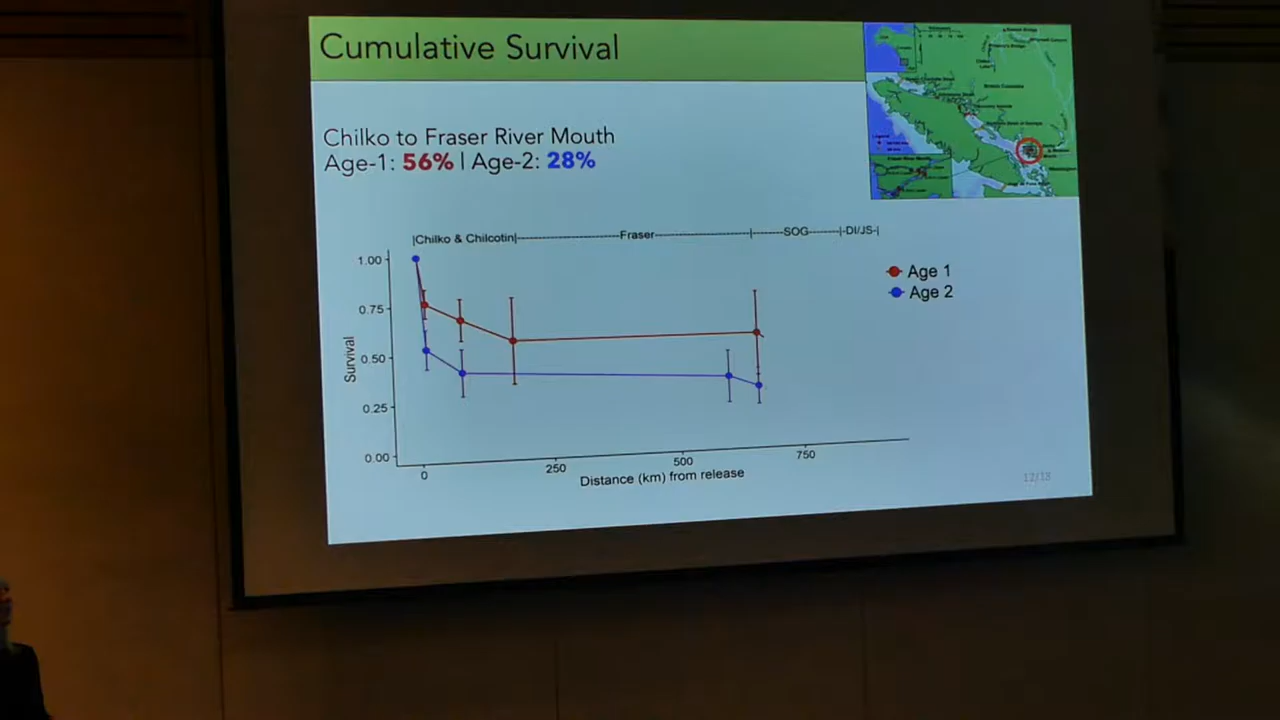 Cumulative Survival
Chilko to Fraser River Mouth
Age-1: 56% | Age-2: 28%
|Chilko & Chilcotin|---------------------------Fraser-------------------------|--------SOG--------|-DI/JS-|
Age 1
Age 2
1.00
0.75
0.50
0.25
0.00
Survival
0
250
500
750
Distance (km) from release
12/18